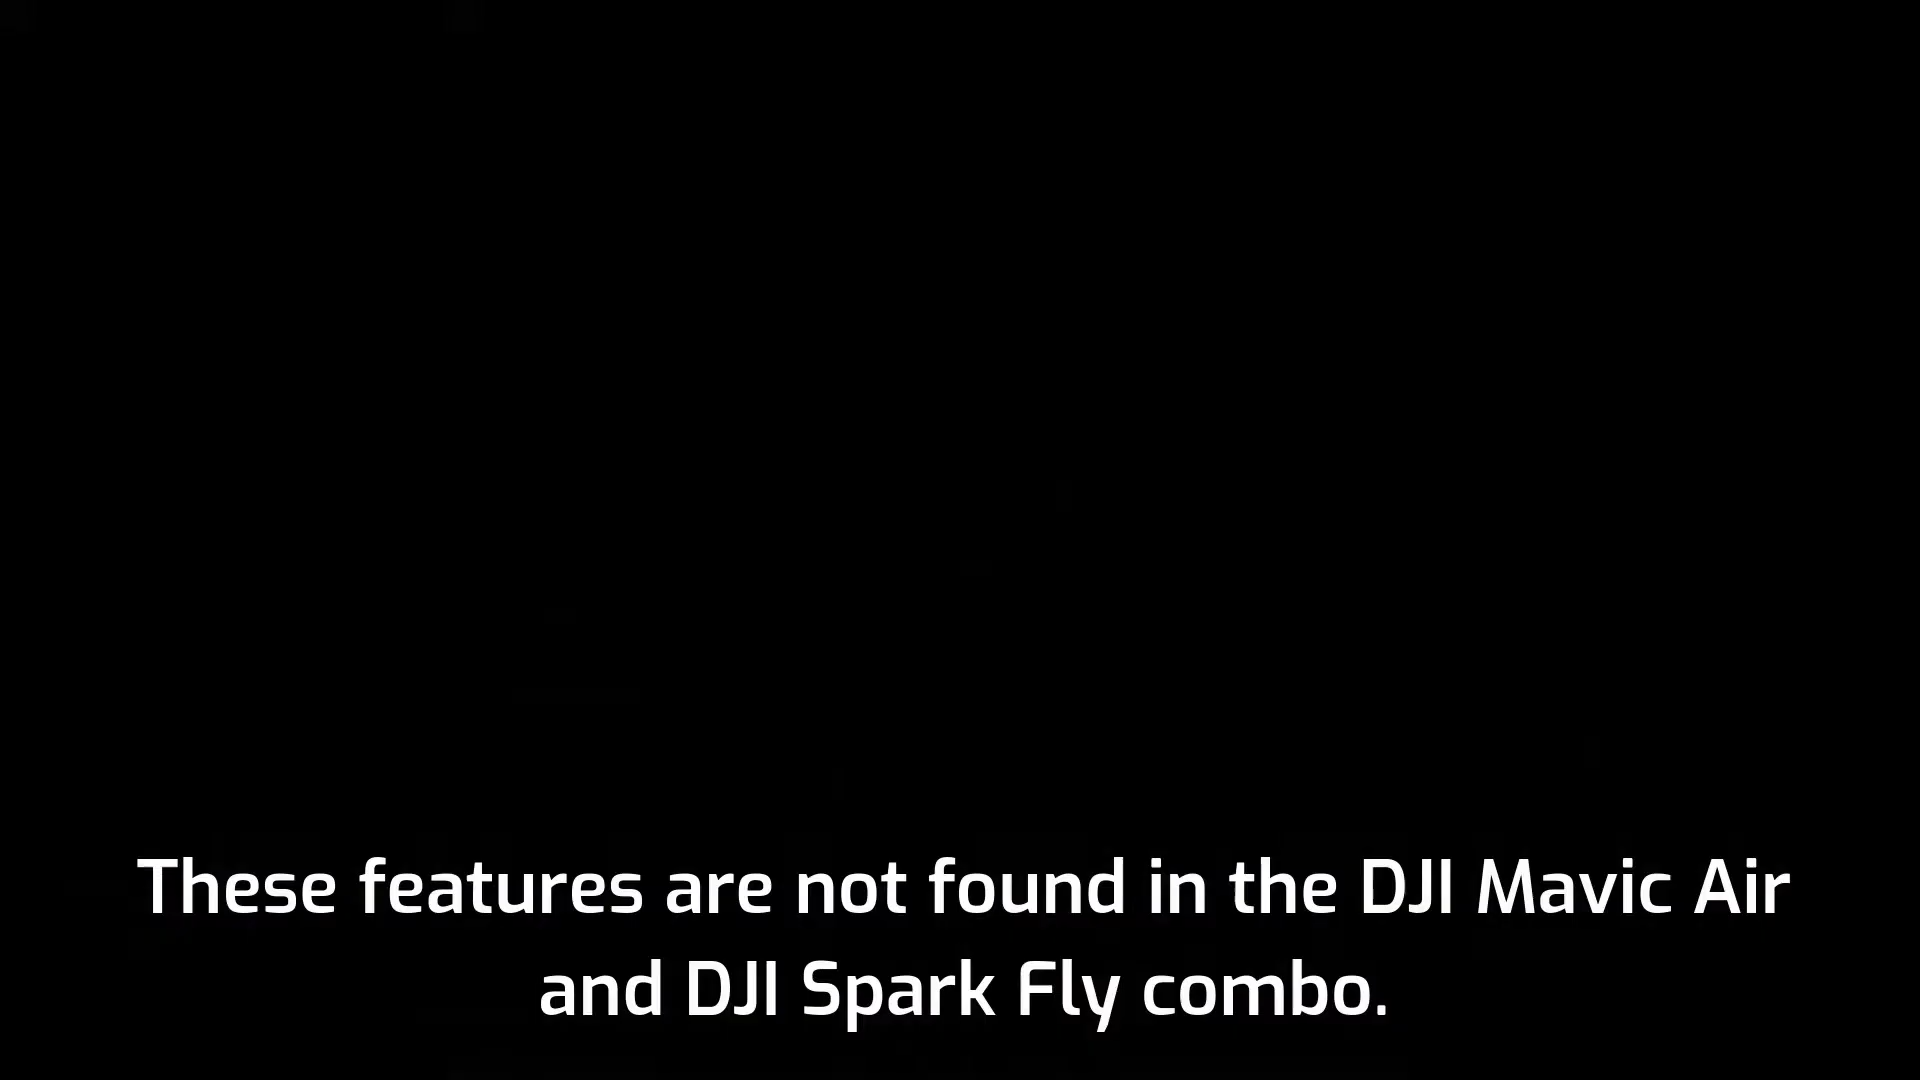 These features are not found in the DJI Mavic Air
and DJI Spark Fly combo.